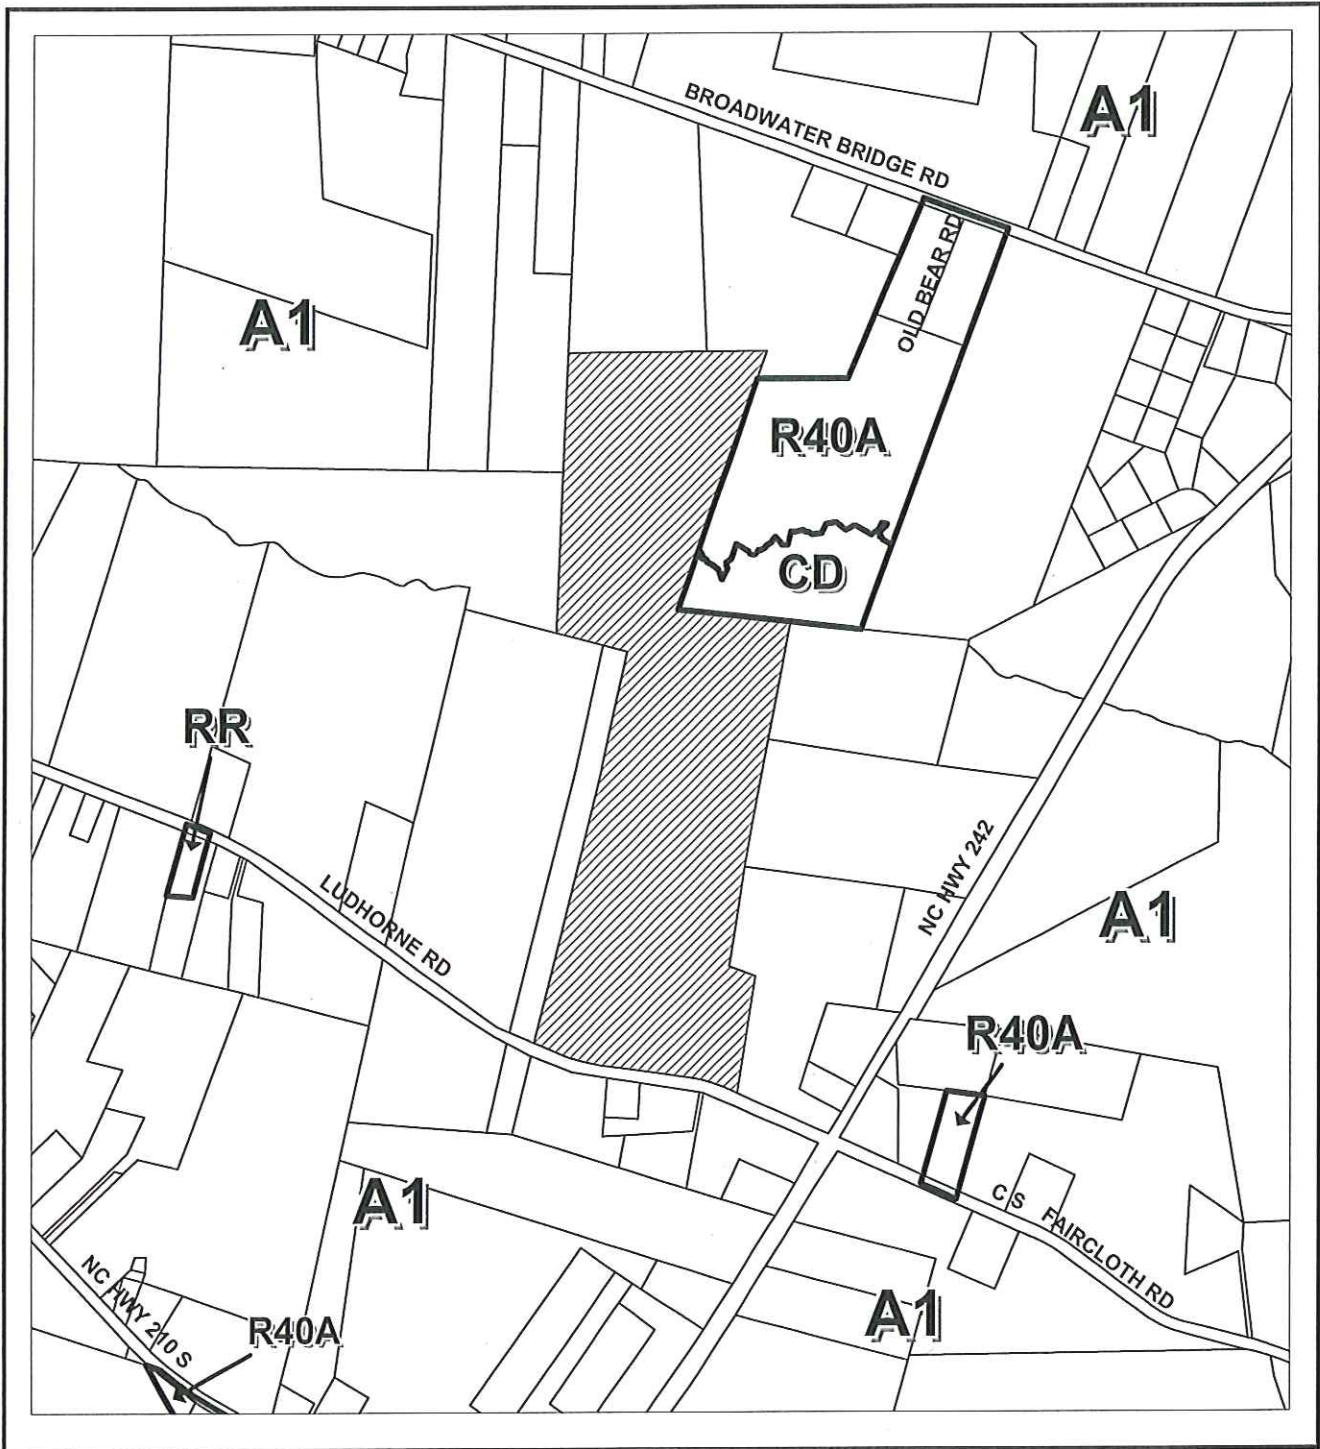 BROADWATER BRIDGE RD
A1
OLD BEAR RD
A1
R40A
CD
RR
NC HWY 242
LUDHORNE RD
A1
R40A
A1
C S FAIRCLOTH RD
NC HWY 210 S
R40A
A1